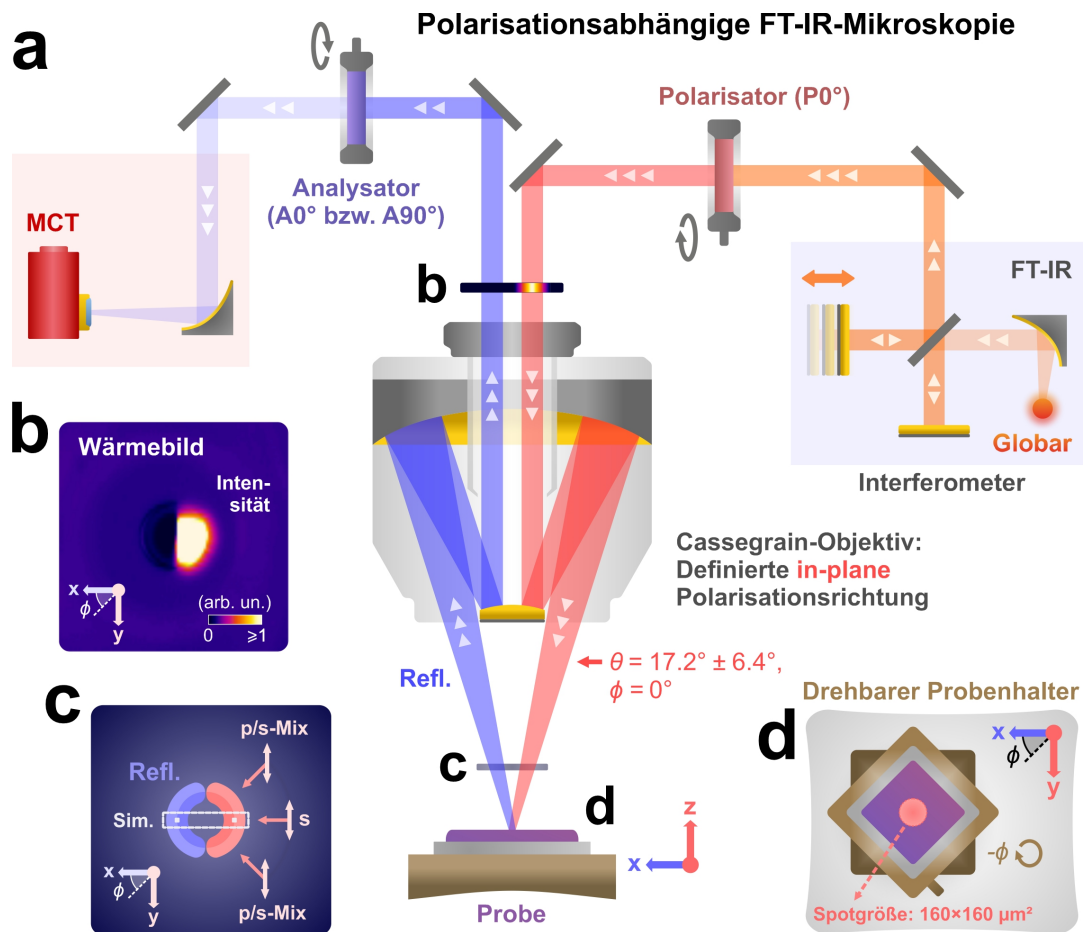 Polarisationsabhängige FT-IR-Mikroskopie
a
Polarisator (P0°)
Analysator
(A0° bzw. A90°)
MCT
b
FT-IR
Globar
Interferometer
b
Wärmebild
Inten-
sität
x
ϕ
y
(arb. un.)
0
⩾1
Cassegrain-Objektiv:
Definierte in-plane
Polarisationsrichtung
Refl.
θ = 17.2° ± 6.4°,
ϕ = 0°
c
p/s-Mix
Refl.
Sim.
s
x
ϕ
y
p/s-Mix
c
d
z
x
Probe
Drehbarer Probenhalter
d
x
ϕ
y
-ϕ
Spotgröße: 160×160 µm²